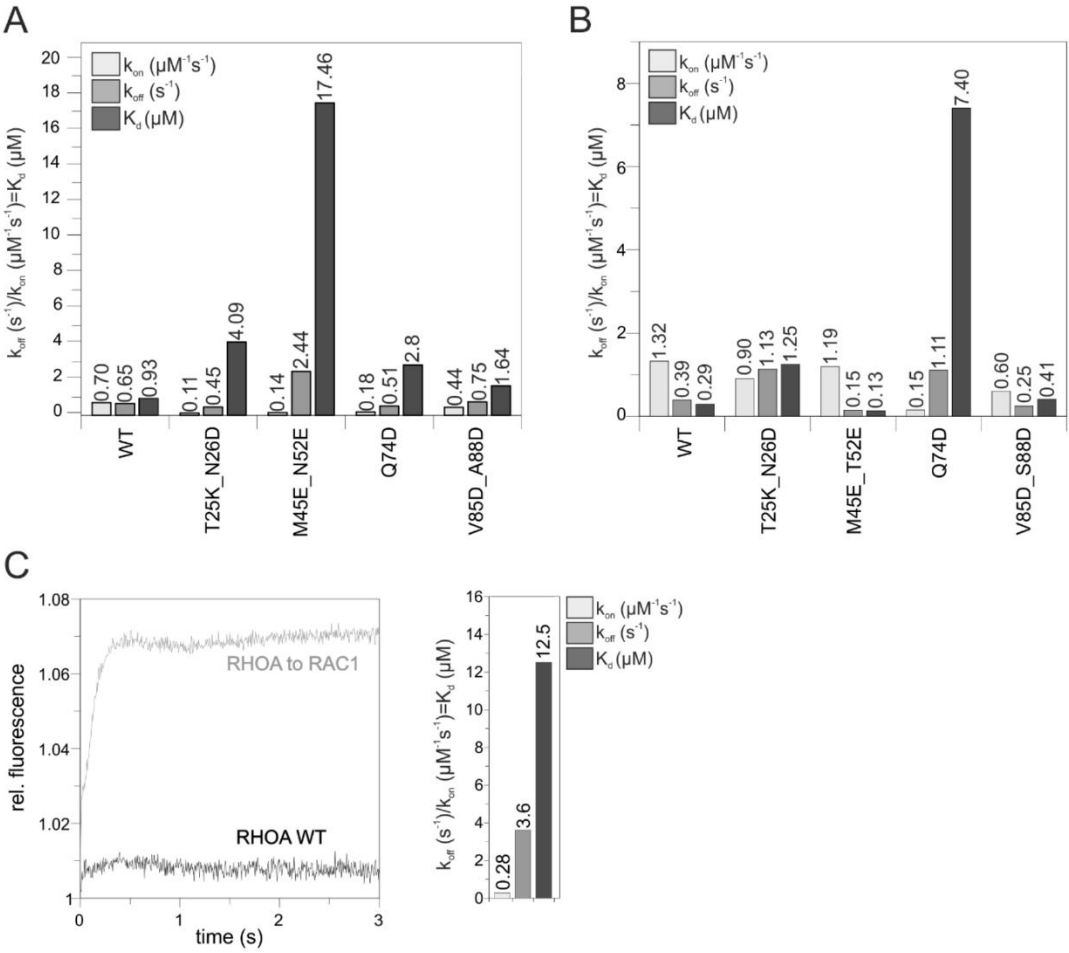 A
k_on (µM⁻¹s⁻¹)
k_off (s⁻¹)
K_d (µM)
k_off (s⁻¹)/k_on (µM⁻¹s⁻¹)=K_d (µM)
20
18
16
14
12
10
8
6
4
2
0
0.70
0.65
0.93
0.11
0.45
4.09
0.14
2.44
17.46
0.18
0.51
2.8
0.44
0.75
1.64
WT
T25K_N26D
M45E_N52E
Q74D
V85D_A88D
B
k_on (µM⁻¹s⁻¹)
k_off (s⁻¹)
K_d (µM)
k_off (s⁻¹)/k_on (µM⁻¹s⁻¹)=K_d (µM)
8
6
4
2
0
1.32
0.39
0.29
0.90
1.13
1.25
1.19
0.15
0.13
0.15
1.11
7.40
0.60
0.25
0.41
WT
T25K_N26D
M45E_T52E
Q74D
V85D_S88D
C
rel. fluorescence
1.08
1.06
1.04
1.02
1
RHOA to RAC1
RHOA WT
0
1
2
3
time (s)
k_off (s⁻¹)/k_on (µM⁻¹s⁻¹)=K_d (µM)
16
14
12
10
8
6
4
2
0
0.28
3.6
12.5
k_on (µM⁻¹s⁻¹)
k_off (s⁻¹)
K_d (µM)